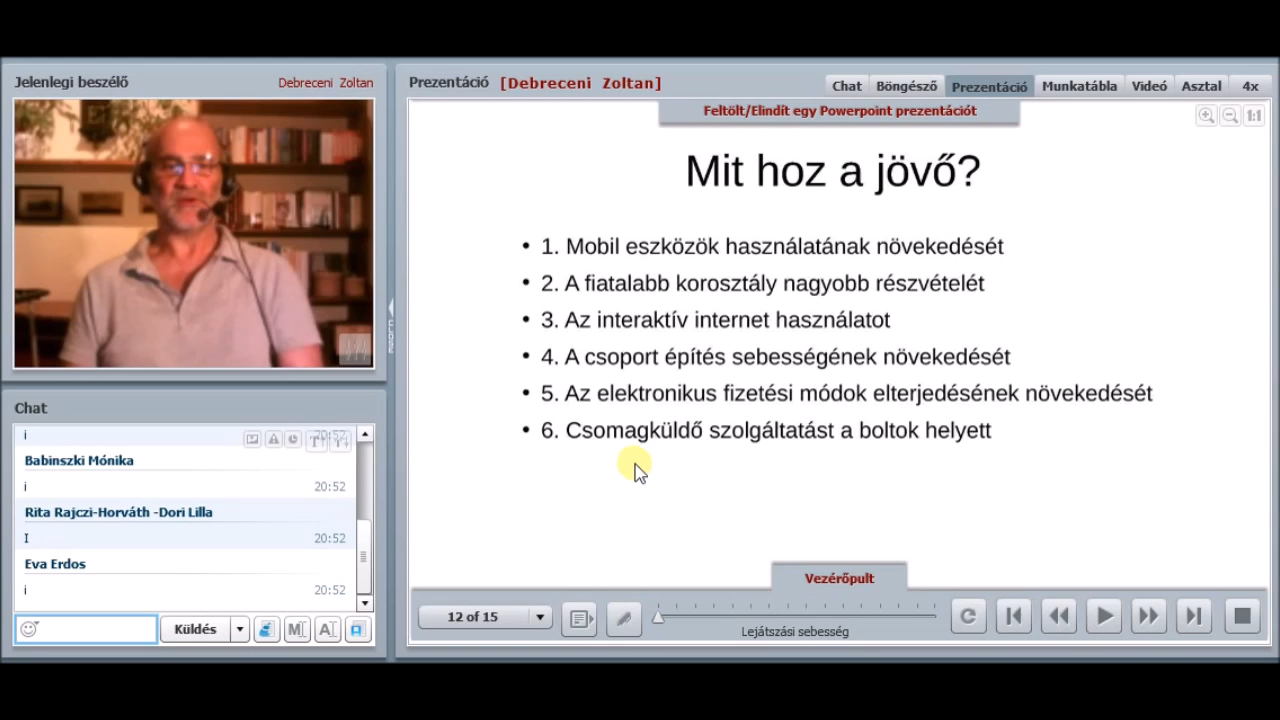 Jelenlegi beszélő
Debreceni Zoltan
Prezentáció [Debreceni Zoltan]
Chat Böngésző Prezentáció Munkatábla Videó Asztal 4x
Feltölt/Elindít egy Powerpoint prezentációt
1:1
Mit hoz a jövő?
• 1. Mobil eszközök használatának növekedését
• 2. A fiatalabb korosztály nagyobb részvételét
• 3. Az interaktív internet használatot
• 4. A csoport építés sebességének növekedését
• 5. Az elektronikus fizetési módok elterjedésének növekedését
• 6. Csomagküldő szolgáltatást a boltok helyett
Chat
i 20:52
Babinszki Mónika
i 20:52
Rita Rajczi-Horváth -Dori Lilla
I 20:52
Eva Erdos
i 20:52
Küldés
Vezérőpult
12 of 15
Lejátszási sebesség